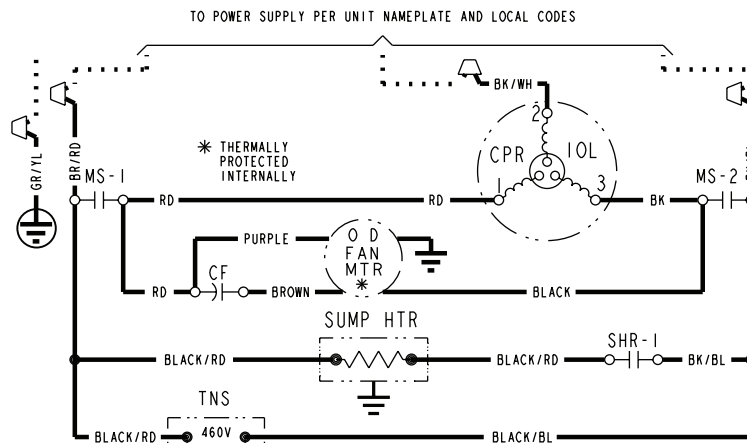 TO POWER SUPPLY PER UNIT NAMEPLATE AND LOCAL CODES
BK/WH
2
CPR
IOL
1
3
* THERMALLY
PROTECTED
INTERNALLY
GR/YL
BR/RD
MS-1
RD
RD
BK
MS-2
PURPLE
O D
FAN
MTR
*
CF
RD
BROWN
BLACK
SUMP HTR
BLACK/RD
BLACK/RD
SHR-1
BK/BL
TNS
BLACK/RD
460V
BLACK/BL